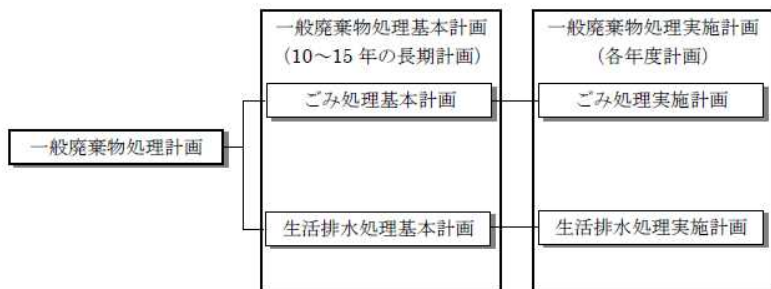 一般廃棄物処理基本計画
（10～15 年の長期計画）
一般廃棄物処理実施計画
（各年度計画）
ごみ処理基本計画
ごみ処理実施計画
一般廃棄物処理計画
生活排水処理基本計画
生活排水処理実施計画